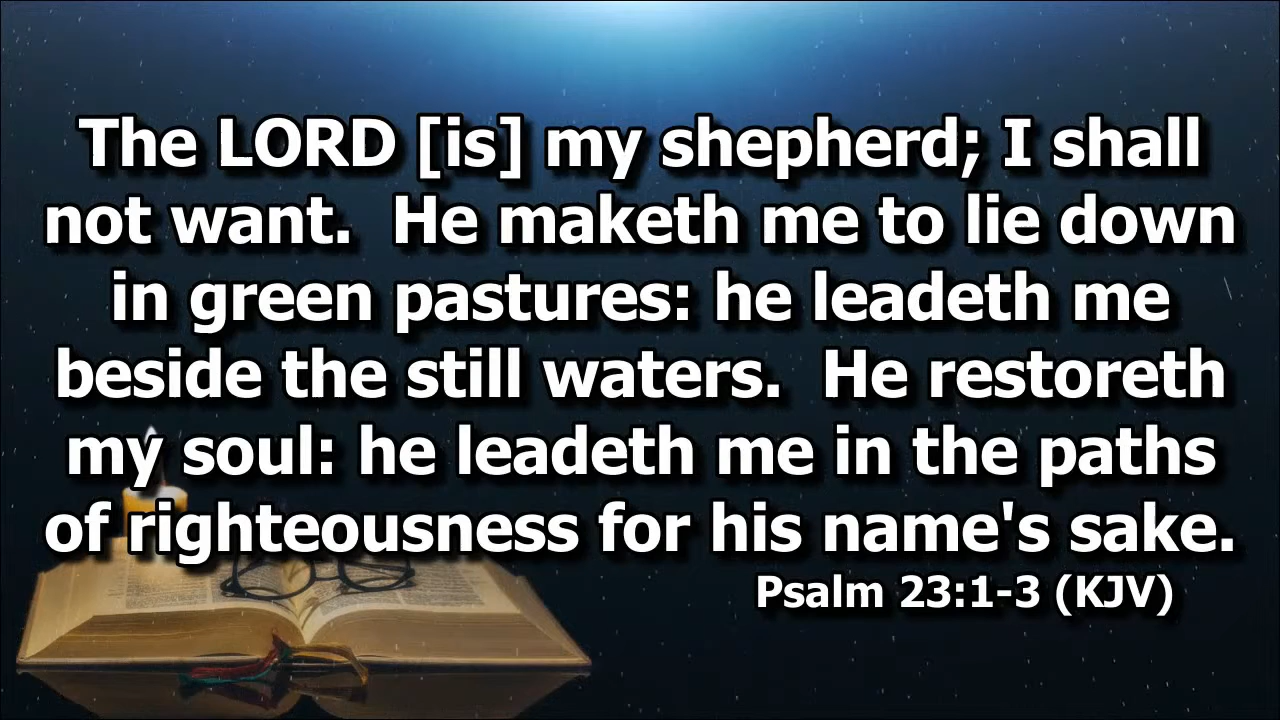 The LORD [is] my shepherd; I shall
not want.  He maketh me to lie down
in green pastures: he leadeth me
beside the still waters.  He restoreth
my soul: he leadeth me in the paths
of righteousness for his name's sake.
Psalm 23:1-3 (KJV)